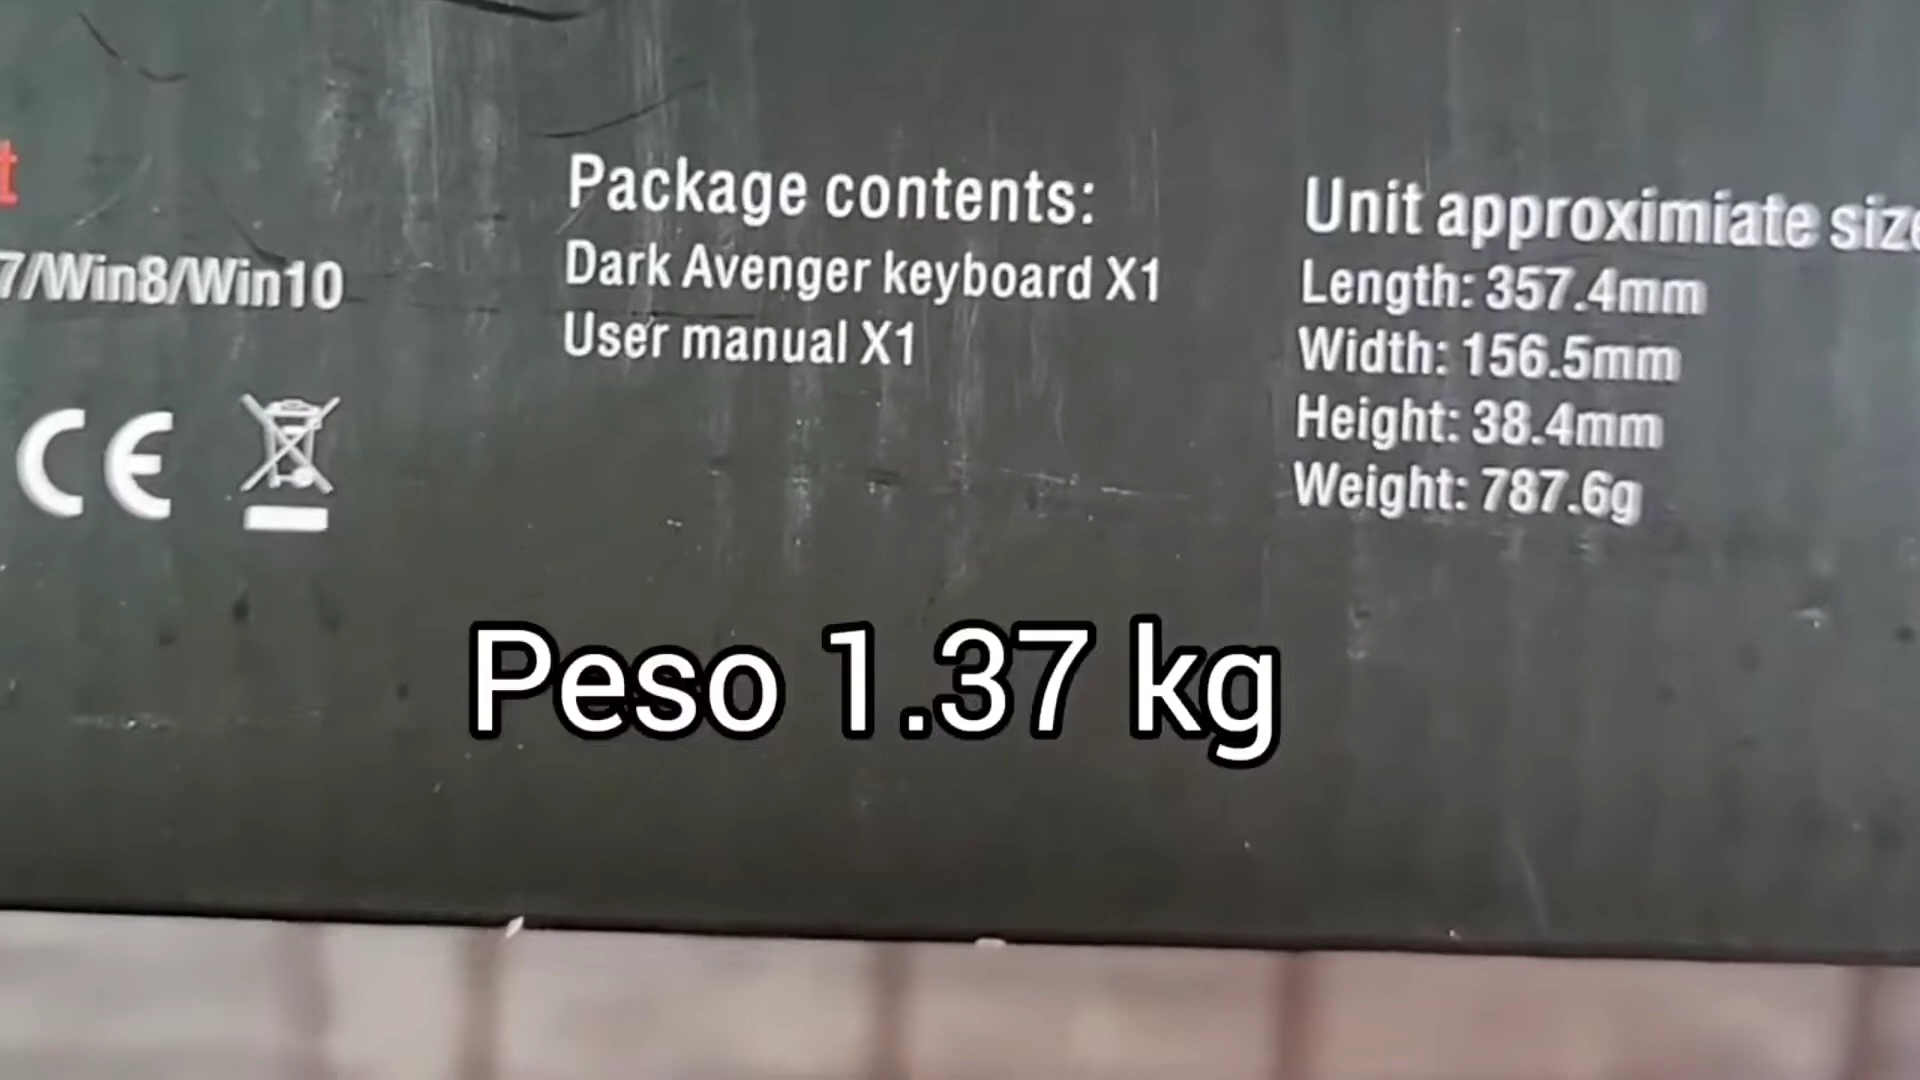 t
7/Win8/Win10
CE
Package contents:
Dark Avenger keyboard X1
User manual X1
Unit approximiate size
Length: 357.4mm
Width: 156.5mm
Height: 38.4mm
Weight: 787.6g
Peso 1.37 kg